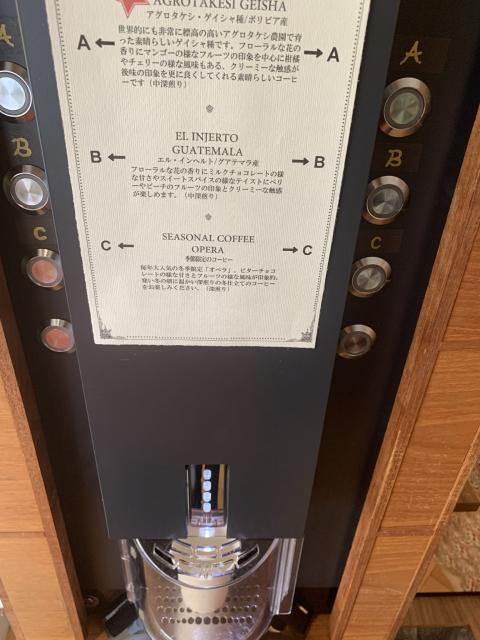 AGROTAKESI GEISHA
アグロタケシ・ゲイシャ種/ボリビア産
A
世界的にも非常に標高の高いアグロタケシ農園で育
った素晴らしいゲイシャ種です。フローラルな花の
香りにマンゴーの様なフルーツの印象を中心に柑橘
やチェリーの様な風味もある、クリーミーな触感が
後味の印象を更に良くしてくれる素晴らしいコーヒ
ーです（中深煎り）
A ← → A
A
EL INJERTO
GUATEMALA
B
B ← → B
B
エル・インヘルト/グアテマラ産
フローラルな花の香りにミルクチョコレートの様
な甘さやスイートスパイスの様なテイストにベリ
ーやピーチのフルーツの印象とクリーミーな触感
が楽しめます。（中深煎り）
SEASONAL COFFEE
C
C ← → C
C
OPERA
季節限定のコーヒー
毎年大人気の冬季限定「オペラ」。ビターチョコ
レートの様な甘さとフルーツの様な風味が印象的。
寒い冬の朝に温かい深煎りの冬仕立てのコーヒー
をお楽しみください。（深煎り）